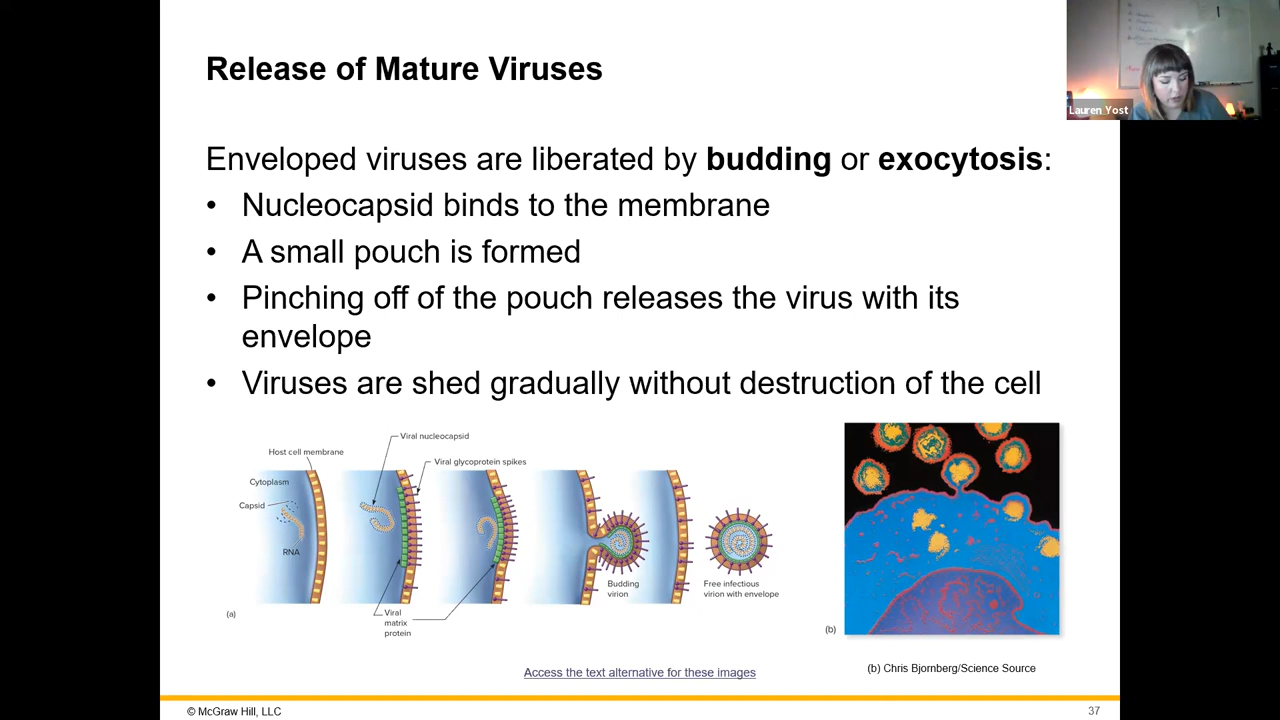 Release of Mature Viruses
Lauren Yost
Enveloped viruses are liberated by budding or exocytosis:
• Nucleocapsid binds to the membrane
• A small pouch is formed
• Pinching off of the pouch releases the virus with its
envelope
• Viruses are shed gradually without destruction of the cell
Viral nucleocapsid
Host cell membrane
Viral glycoprotein spikes
Cytoplasm
Capsid
RNA
Budding
virion
Free infectious
virion with envelope
Viral
matrix
protein
(a)
(b)
(b) Chris Bjornberg/Science Source
Access the text alternative for these images
© McGraw Hill, LLC
37